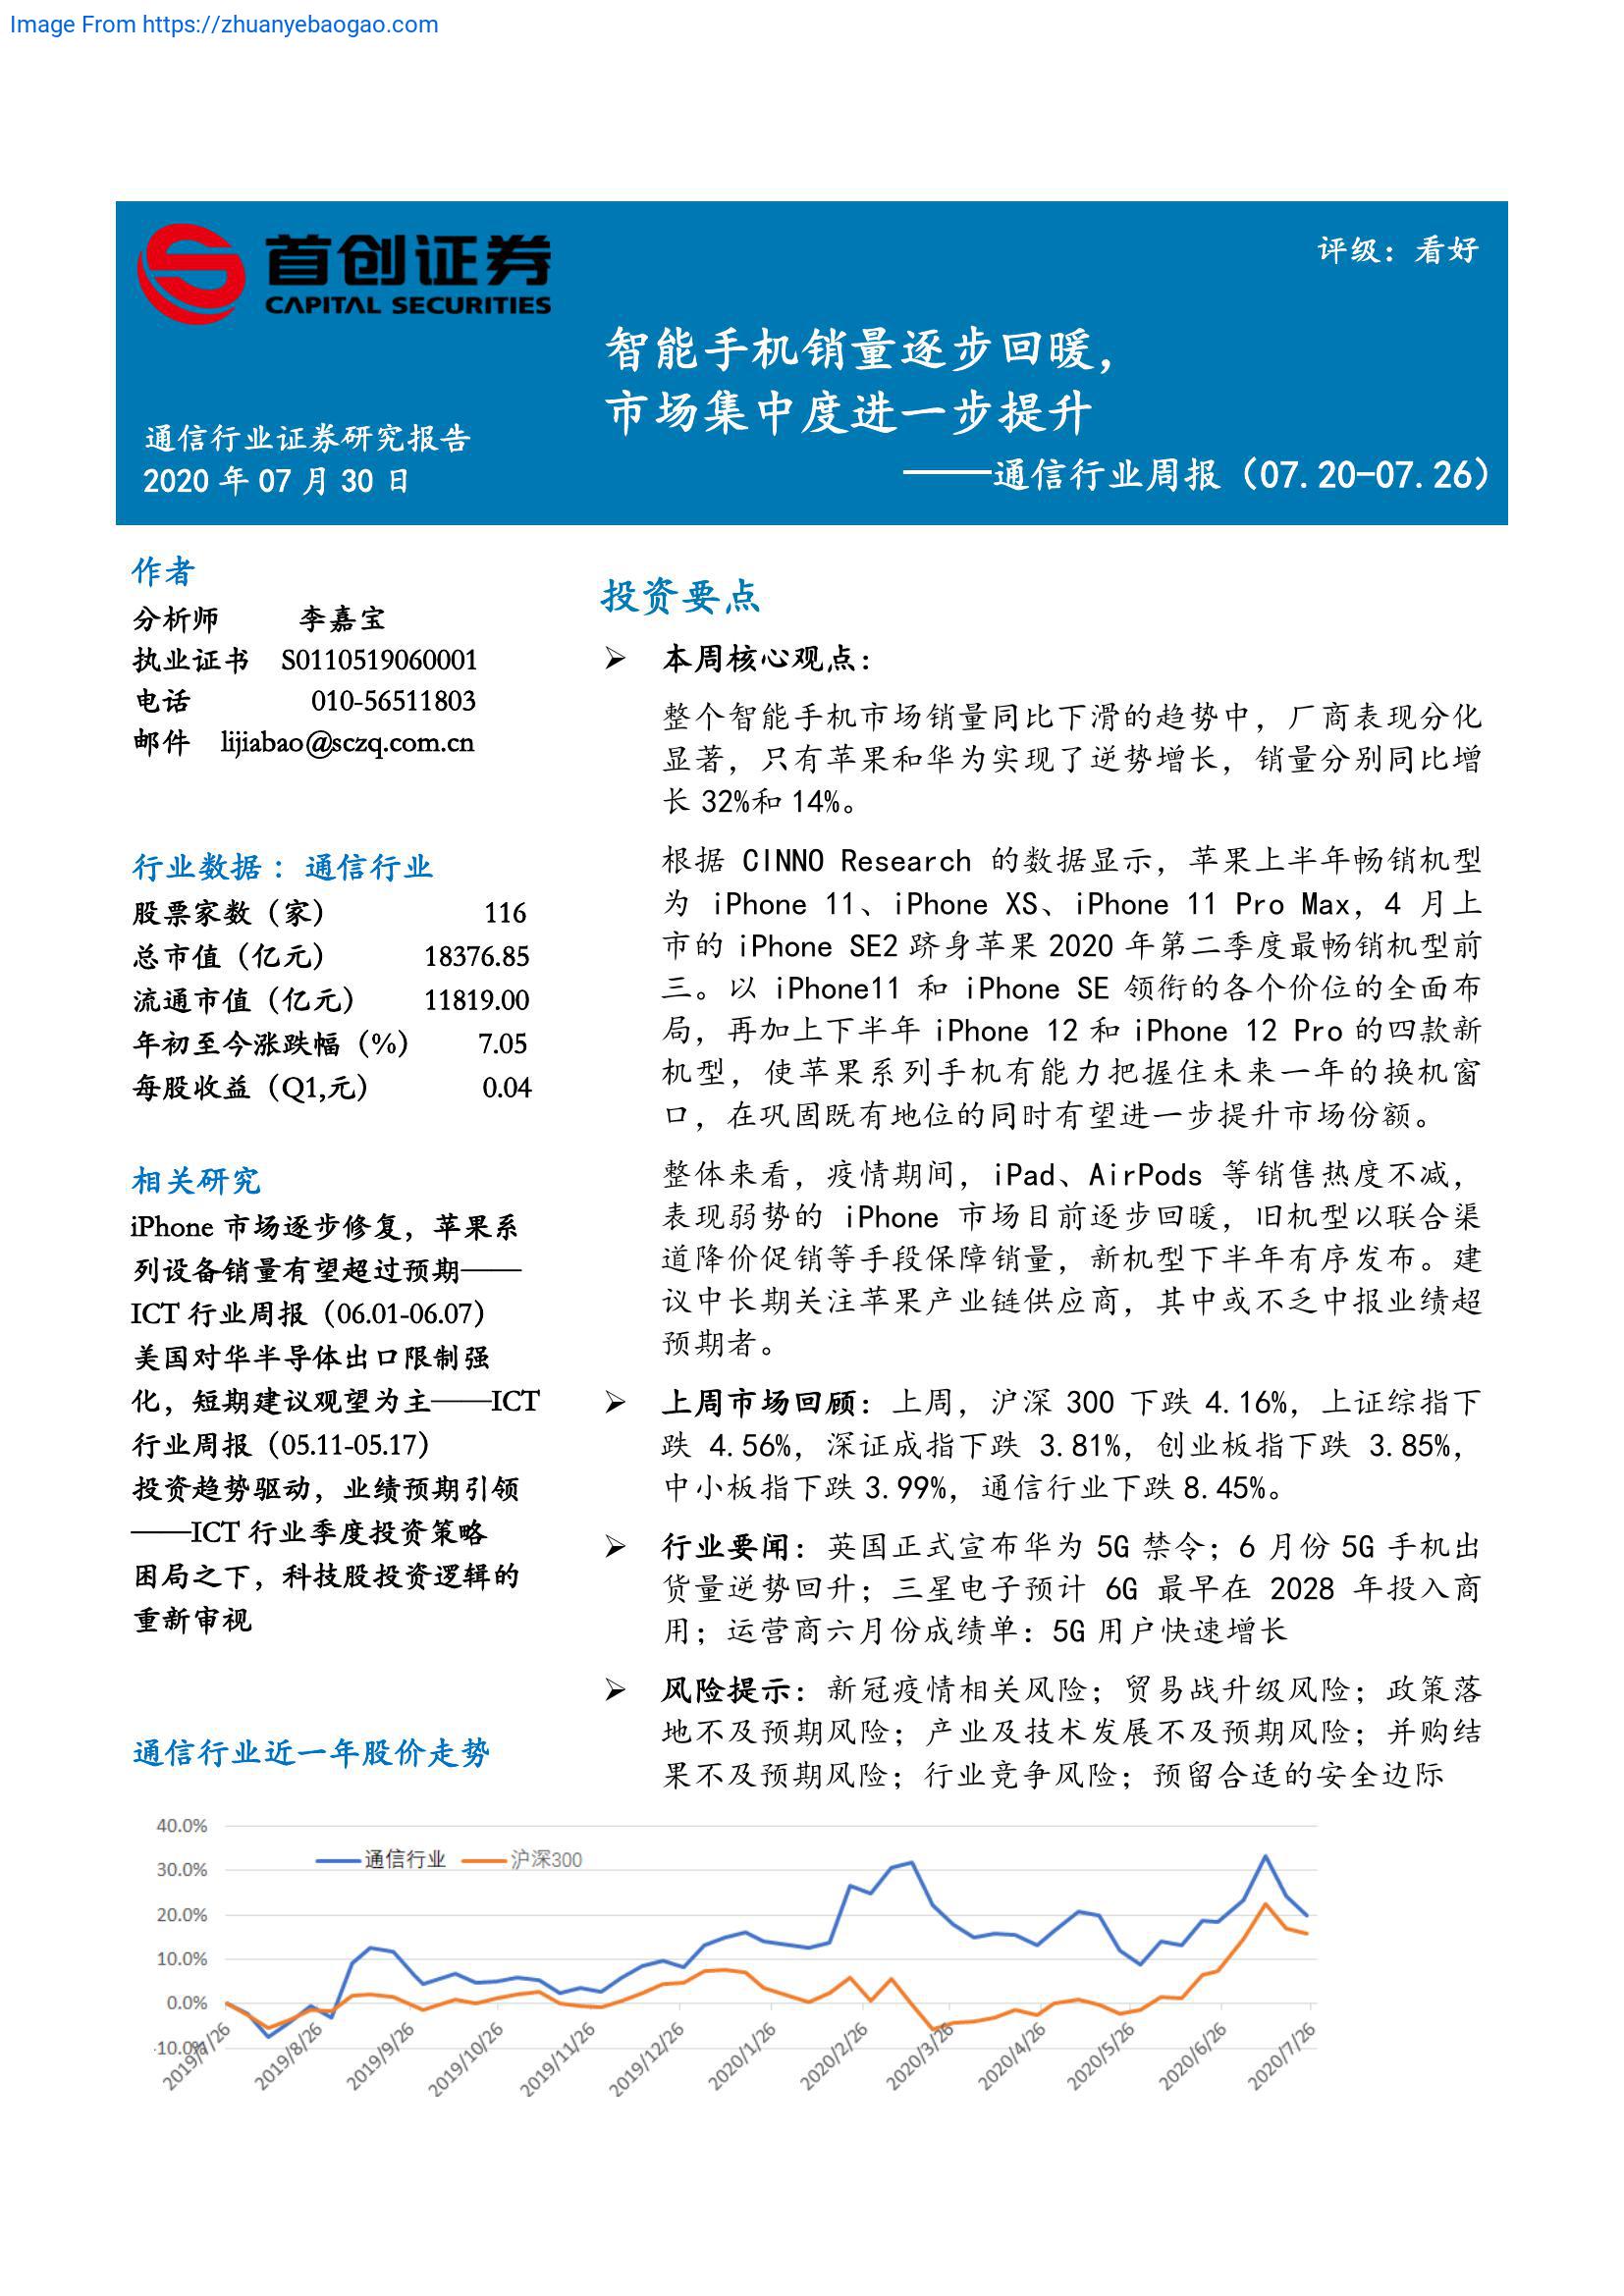 Image From https://zhuanyebaogao.com
首创证券
CAPITAL SECURITIES
评级：看好
智能手机销量逐步回暖，
市场集中度进一步提升
——通信行业周报（07.20-07.26）
通信行业证券研究报告
2020 年 07 月 30 日
作者
分析师 李嘉宝
执业证书 S0110519060001
电话 010-56511803
邮件 lijiabao@sczq.com.cn
行业数据：通信行业
股票家数（家） 116
总市值（亿元） 18376.85
流通市值（亿元） 11819.00
年初至今涨跌幅（%） 7.05
每股收益（Q1,元） 0.04
相关研究
iPhone 市场逐步修复，苹果系
列设备销量有望超过预期——
ICT 行业周报（06.01-06.07）
美国对华半导体出口限制强
化，短期建议观望为主——ICT
行业周报（05.11-05.17）
投资趋势驱动，业绩预期引领
——ICT 行业季度投资策略
困局之下，科技股投资逻辑的
重新审视
投资要点
➢ 本周核心观点：
整个智能手机市场销量同比下滑的趋势中，厂商表现分化
显著，只有苹果和华为实现了逆势增长，销量分别同比增
长 32%和 14%。
根据 CINNO Research 的数据显示，苹果上半年畅销机型
为 iPhone 11、iPhone XS、iPhone 11 Pro Max，4 月上
市的 iPhone SE2 跻身苹果 2020 年第二季度最畅销机型前
三。以 iPhone11 和 iPhone SE 领衔的各个价位的全面布
局，再加上下半年 iPhone 12 和 iPhone 12 Pro 的四款新
机型，使苹果系列手机有能力把握住未来一年的换机窗
口，在巩固既有地位的同时有望进一步提升市场份额。
整体来看，疫情期间，iPad、AirPods 等销售热度不减，
表现弱势的 iPhone 市场目前逐步回暖，旧机型以联合渠
道降价促销等手段保障销量，新机型下半年有序发布。建
议中长期关注苹果产业链供应商，其中或不乏中报业绩超
预期者。
➢ 上周市场回顾：上周，沪深 300 下跌 4.16%，上证综指下
跌 4.56%，深证成指下跌 3.81%，创业板指下跌 3.85%，
中小板指下跌 3.99%，通信行业下跌 8.45%。
➢ 行业要闻：英国正式宣布华为 5G 禁令；6 月份 5G 手机出
货量逆势回升；三星电子预计 6G 最早在 2028 年投入商
用；运营商六月份成绩单：5G 用户快速增长
➢ 风险提示：新冠疫情相关风险；贸易战升级风险；政策落
地不及预期风险；产业及技术发展不及预期风险；并购结
果不及预期风险；行业竞争风险；预留合适的安全边际
通信行业近一年股价走势
40.0%
30.0%
20.0%
10.0%
0.0%
-10.0%
通信行业 沪深300
2019/7/26 2019/8/26 2019/9/26 2019/10/26 2019/11/26 2019/12/26 2020/1/26 2020/2/26 2020/3/26 2020/4/26 2020/5/26 2020/6/26 2020/7/26